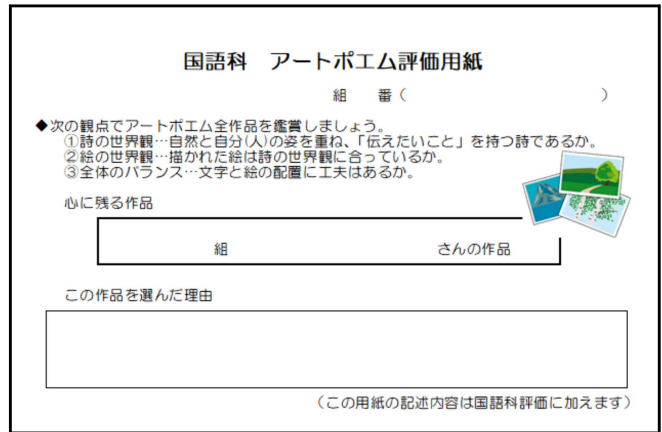 国語科　アートポエム評価用紙
組　　番（　　　　　　　　　　　　　）
◆次の観点でアートポエム全作品を鑑賞しましょう。
①詩の世界観…自然と自分(人)の姿を重ね、「伝えたいこと」を持つ詩であるか。
②絵の世界観…描かれた絵は詩の世界観に合っているか。
③全体のバランス…文字と絵の配置に工夫はあるか。
心に残る作品
組　　　　　　　　　　　　　　さんの作品
この作品を選んだ理由
（この用紙の記述内容は国語科評価に加えます）